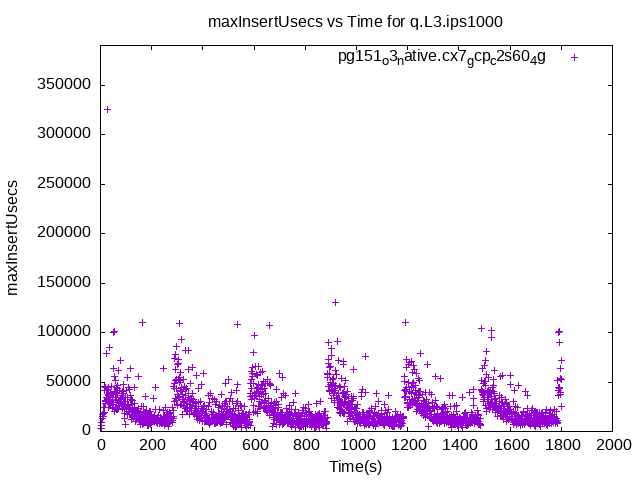 maxInsertUsecs vs Time for q.L3.ips1000
pg151o3native.cx7gcpc2s604g
350000
300000
250000
200000
150000
100000
50000
0
maxInsertUsecs
0 200 400 600 800 1000 1200 1400 1600 1800 2000
Time(s)